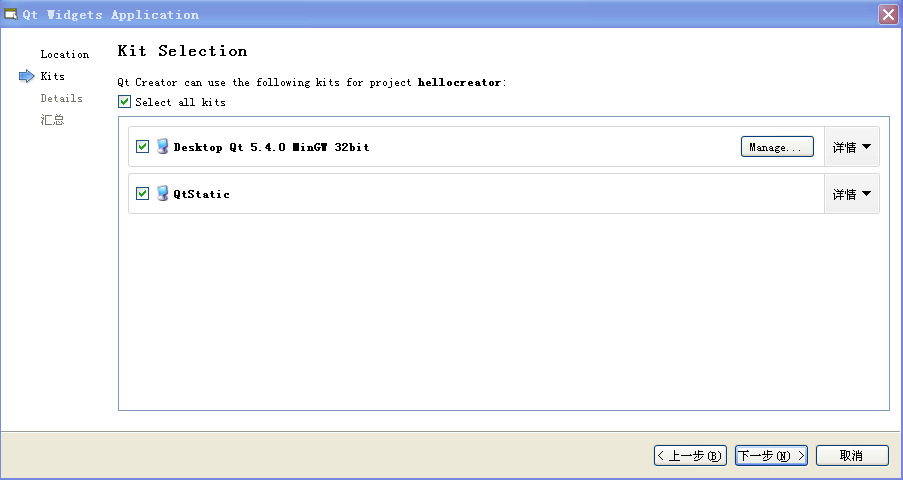 Qt Widgets Application
Location
Kits
Details
汇总
Kit Selection
Qt Creator can use the following kits for project hellocreator:
Select all kits
Desktop Qt 5.4.0 MinGW 32bit
Manage...
详情
QtStatic
详情
< 上一步(B)
下一步(N) >
取消